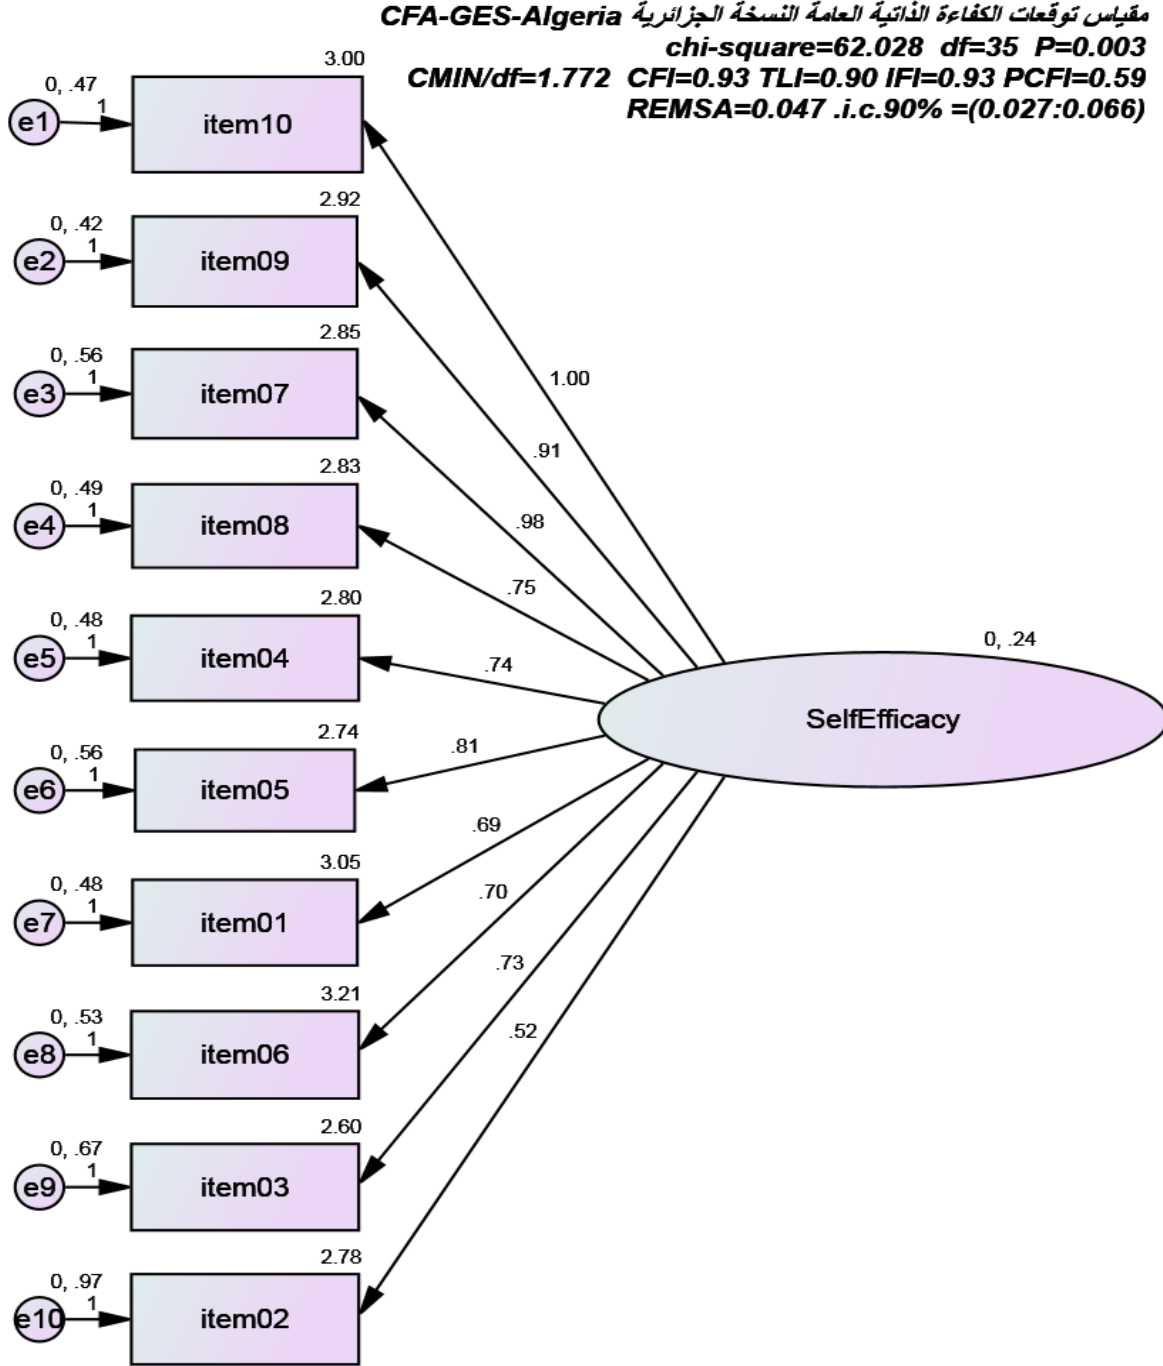 مقياس توقعات الكفاءة الذاتية العامة النسخة الجزائرية CFA-GES-Algeria
chi-square=62.028 df=35 P=0.003
CMIN/df=1.772 CFI=0.93 TLI=0.90 IFI=0.93 PCFI=0.59
REMSA=0.047 .i.c.90% =(0.027:0.066)
3.00
0, .47
1
e1
item10
2.92
0, .42
1
e2
item09
2.85
0, .56
1
e3
item07
2.83
0, .49
1
e4
item08
2.80
0, .48
1
e5
item04
2.74
0, .56
1
e6
item05
3.05
0, .48
1
e7
item01
3.21
0, .53
1
e8
item06
2.60
0, .67
1
e9
item03
2.78
0, .97
1
e10
item02
1.00
.91
.98
.75
.74
.81
.69
.70
.73
.52
0, .24
SelfEfficacy